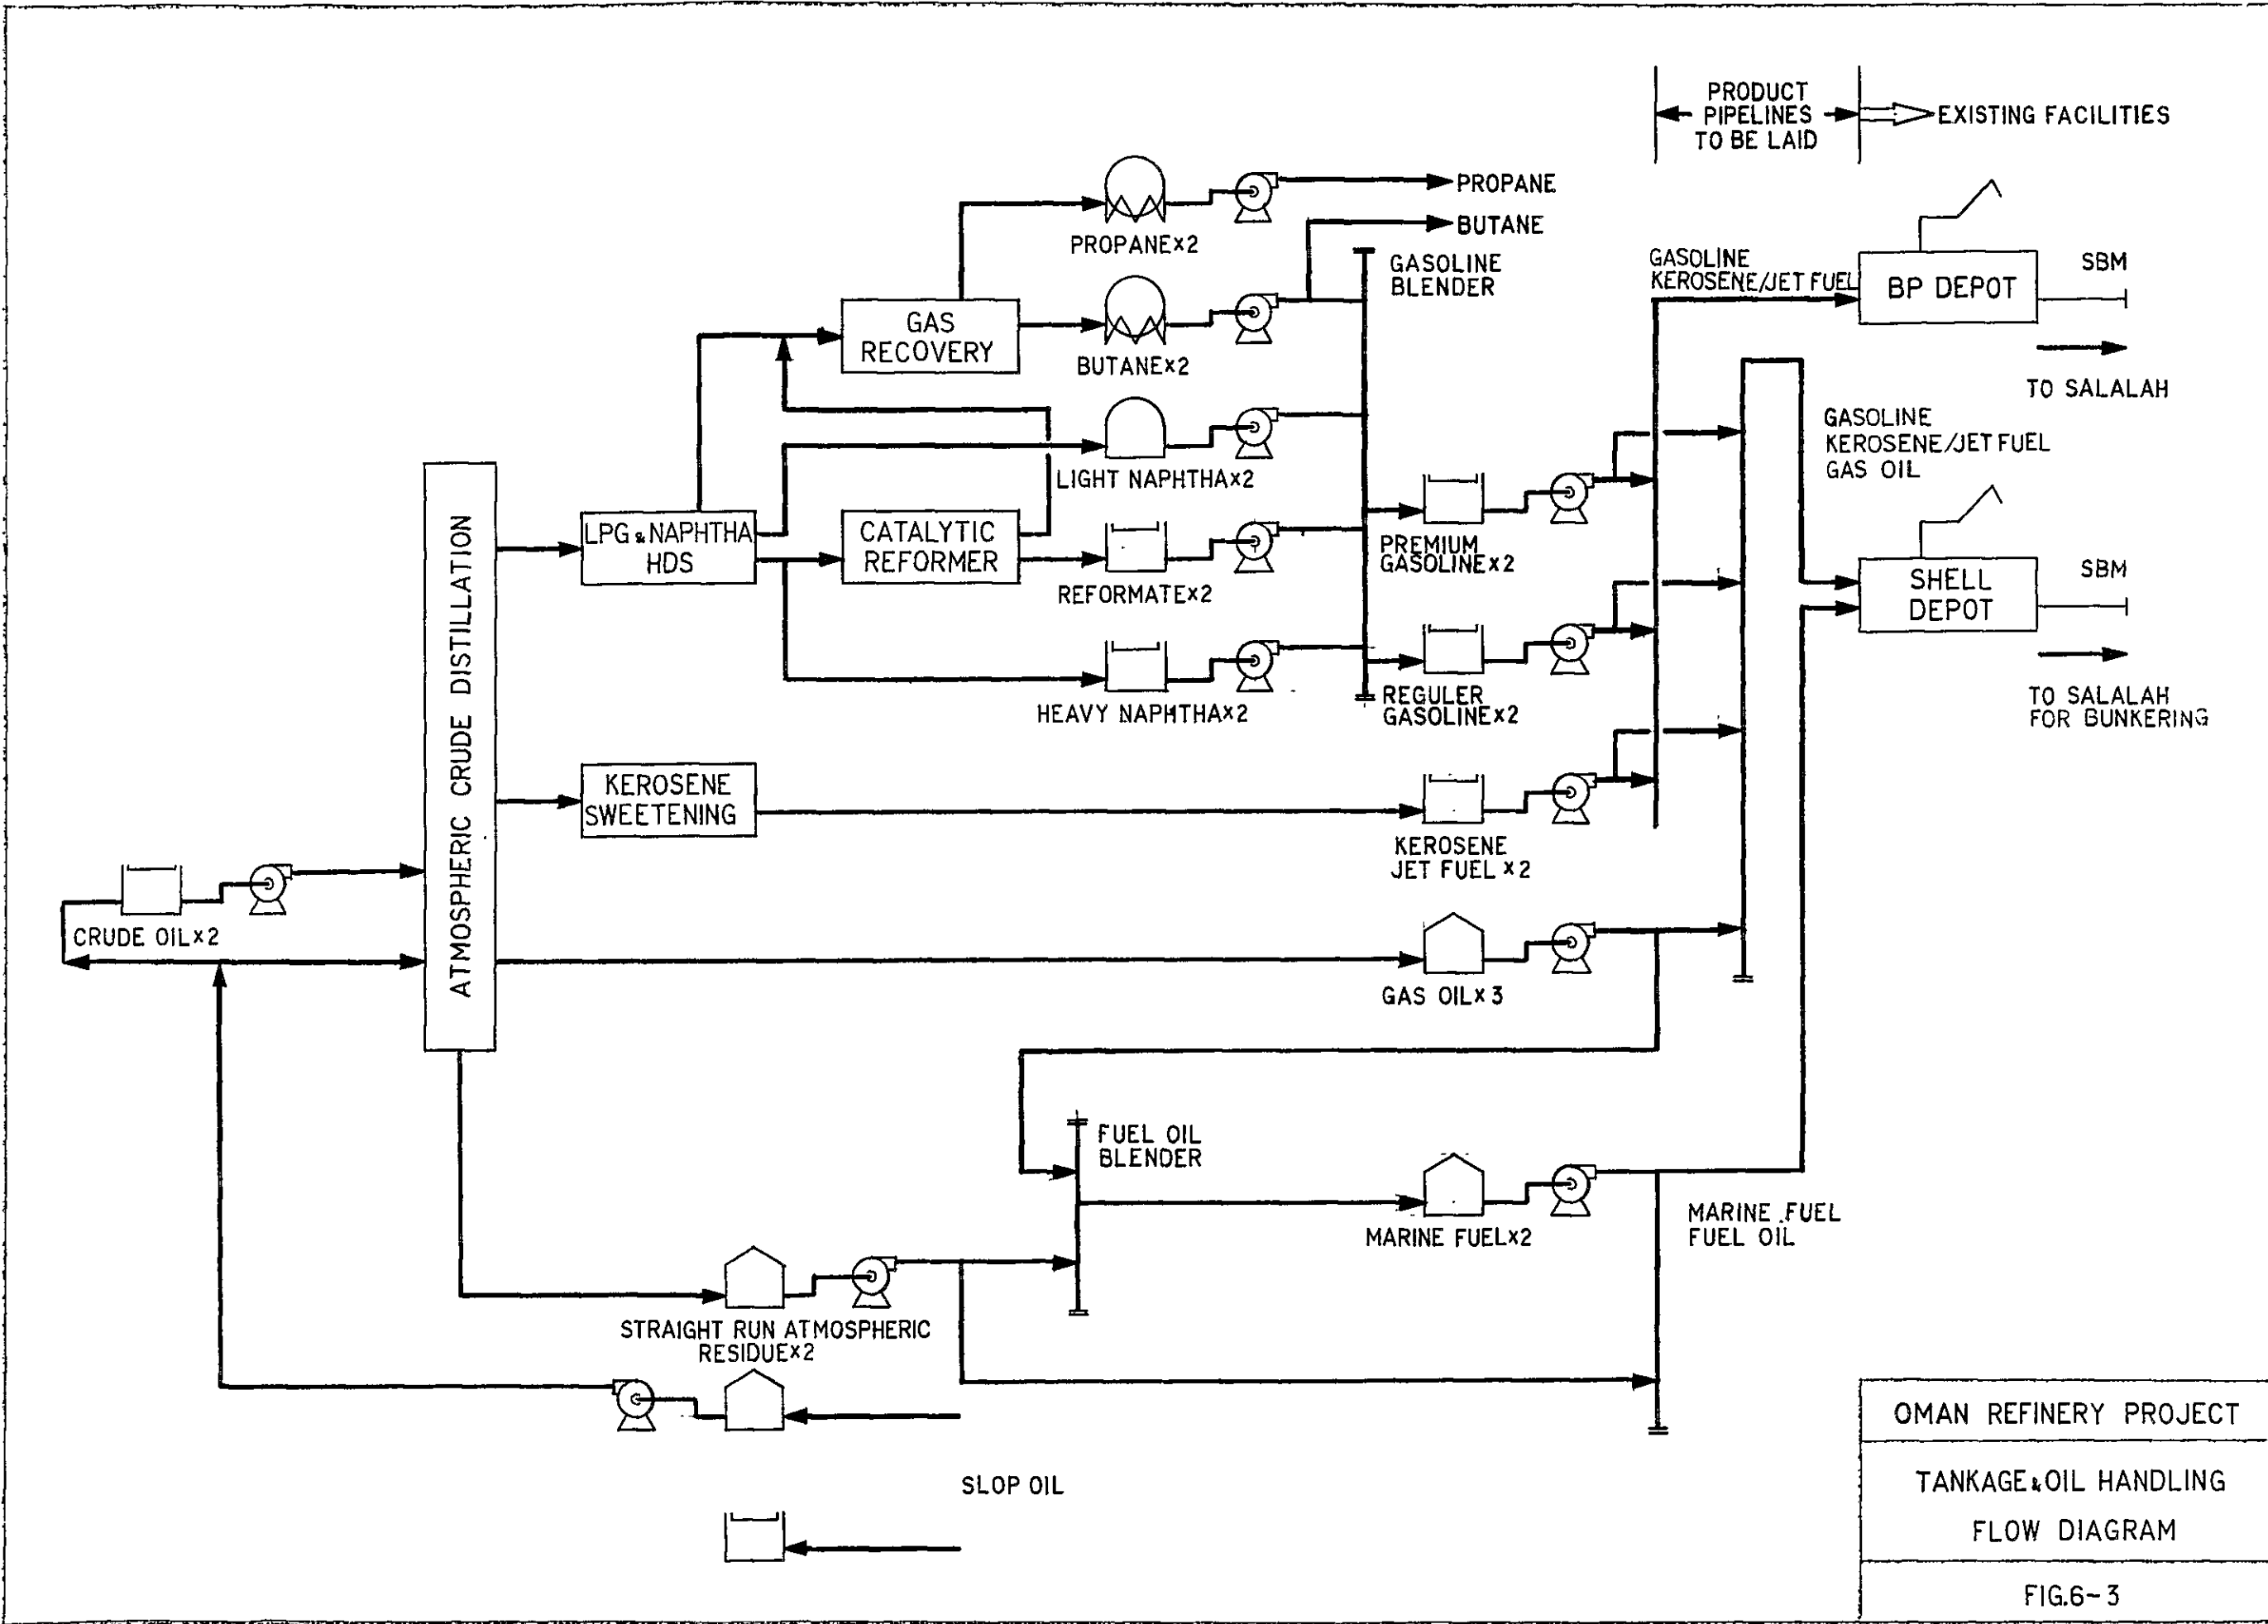 PRODUCT
PIPELINES
TO BE LAID
EXISTING FACILITIES
PROPANE
PROPANE×2
BUTANE
GASOLINE
BLENDER
GASOLINE
KEROSENE/JET FUEL
BP DEPOT
SBM
TO SALALAH
GAS
RECOVERY
BUTANE×2
LIGHT NAPHTHA×2
GASOLINE
KEROSENE/JET FUEL
GAS OIL
ATMOSPHERIC CRUDE DISTILLATION
LPG & NAPHTHA
HDS
CATALYTIC
REFORMER
REFORMATE×2
PREMIUM
GASOLINE×2
SHELL
DEPOT
SBM
TO SALALAH
FOR BUNKERING
HEAVY NAPHTHA×2
REGULER
GASOLINE×2
KEROSENE
SWEETENING
KEROSENE
JET FUEL ×2
CRUDE OIL×2
GAS OIL×3
FUEL OIL
BLENDER
MARINE FUEL×2
MARINE FUEL
FUEL OIL
STRAIGHT RUN ATMOSPHERIC
RESIDUE×2
SLOP OIL
OMAN REFINERY PROJECT
TANKAGE & OIL HANDLING
FLOW DIAGRAM
FIG.6-3